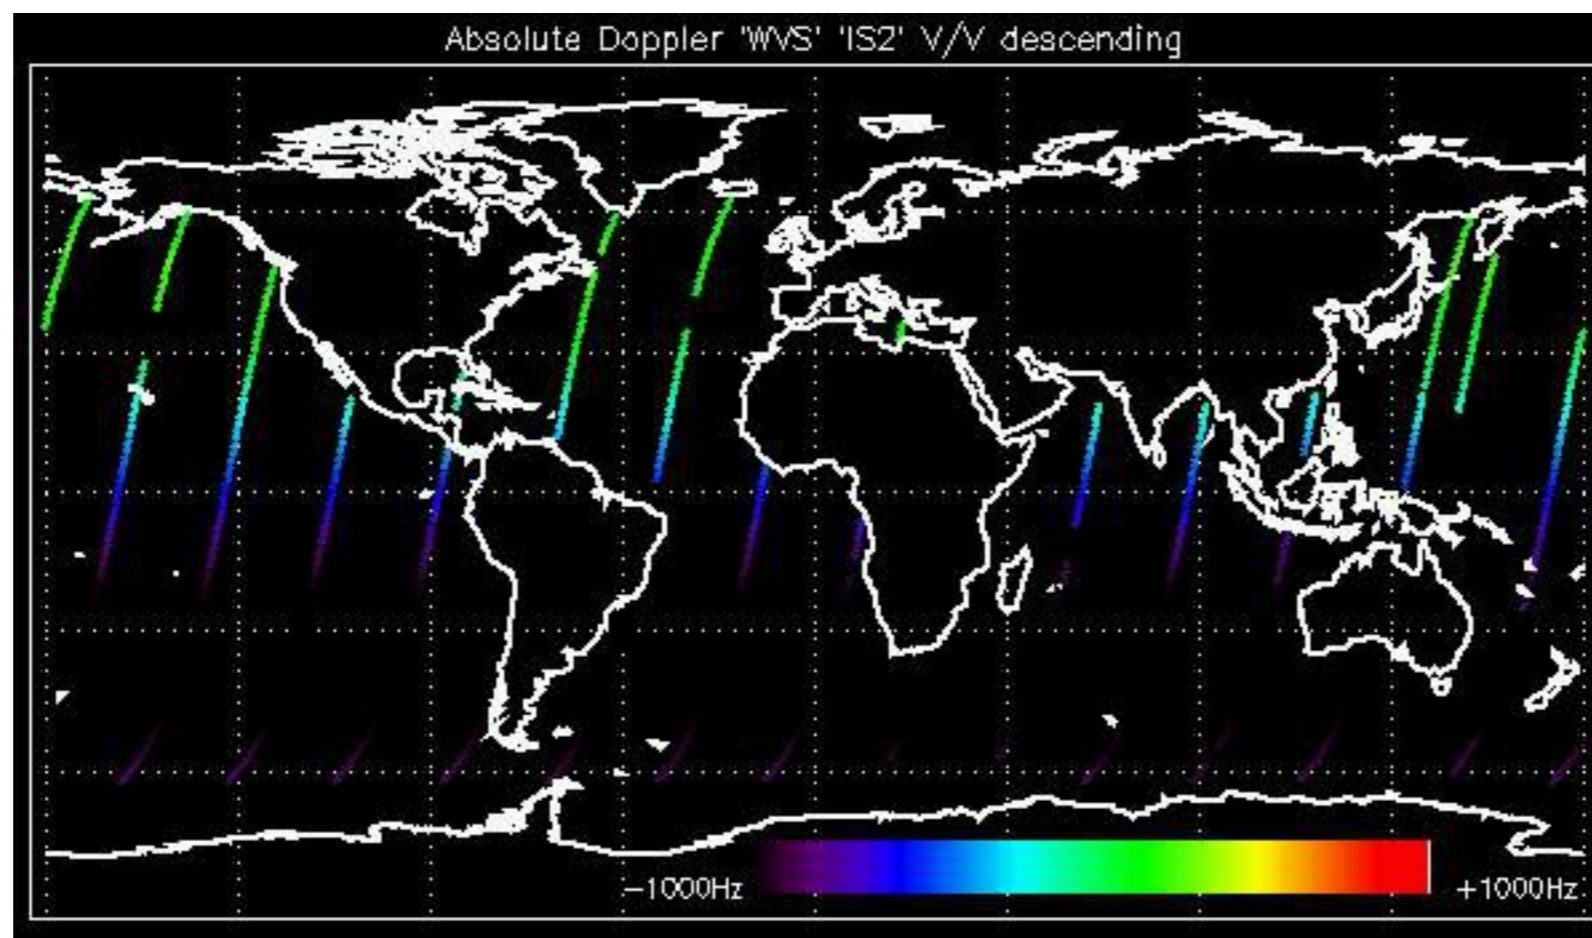 Absolute Doppler 'WVS' 'IS2' V/V descending
−1000Hz +1000Hz